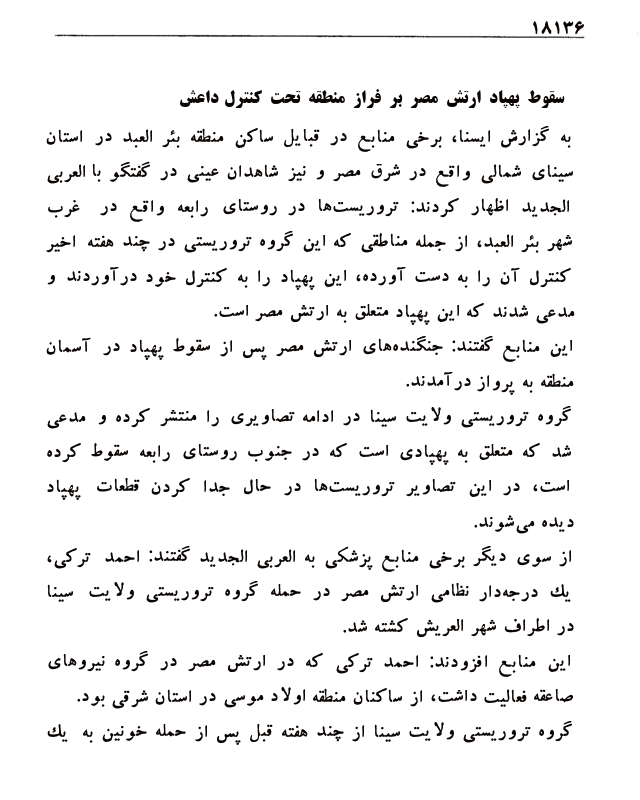 ۱۸۱۳۶
سقوط پهپاد ارتش مصر بر فراز منطقه تحت کنترل داعش
به گزارش ایسنا، برخی منابع در قبایل ساکن منطقه بئر العبد در استان
سینای شمالی واقع در شرق مصر و نیز شاهدان عینی در گفتگو با العربی
الجدید اظهار کردند: تروریست‌ها در روستای رابعه واقع در غرب
شهر بئر العبد، از جمله مناطقی که این گروه تروریستی در چند هفته اخیر
کنترل آن را به دست آورده، این پهپاد را به کنترل خود درآوردند و
مدعی شدند که این پهپاد متعلق به ارتش مصر است.
این منابع گفتند: جنگنده‌های ارتش مصر پس از سقوط پهپاد در آسمان
منطقه به پرواز درآمدند.
گروه تروریستی ولایت سینا در ادامه تصاویری را منتشر کرده و مدعی
شد که متعلق به پهپادی است که در جنوب روستای رابعه سقوط کرده
است، در این تصاویر تروریست‌ها در حال جدا کردن قطعات پهپاد
دیده می‌شوند.
از سوی دیگر برخی منابع پزشکی به العربی الجدید گفتند: احمد ترکی،
یك درجه‌دار نظامی ارتش مصر در حمله گروه تروریستی ولایت سینا
در اطراف شهر العریش کشته شد.
این منابع افزودند: احمد ترکی که در ارتش مصر در گروه نیروهای
صاعقه فعالیت داشت، از ساکنان منطقه اولاد موسی در استان شرقی بود.
گروه تروریستی ولایت سینا از چند هفته قبل پس از حمله خونین به یك